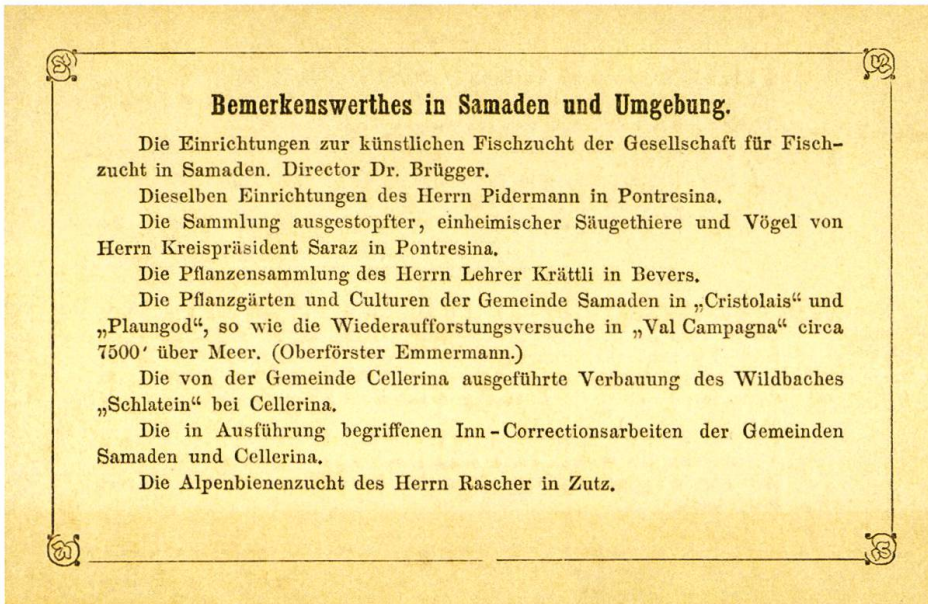 Bemerkenswerthes in Samaden und Umgebung.
Die Einrichtungen zur künstlichen Fischzucht der Gesellschaft für Fisch-
zucht in Samaden. Director Dr. Brügger.
Dieselben Einrichtungen des Herrn Pidermann in Pontresina.
Die Sammlung ausgestopfter, einheimischer Säugethiere und Vögel von
Herrn Kreispräsident Saraz in Pontresina.
Die Pflanzensammlung des Herrn Lehrer Krättli in Bevers.
Die Pflanzgärten und Culturen der Gemeinde Samaden in „Cristolais“ und
„Plaungod“, so wie die Wiederaufforstungsversuche in „Val Campagna“ circa
7500′ über Meer. (Oberförster Emmermann.)
Die von der Gemeinde Cellerina ausgeführte Verbauung des Wildbaches
„Schlatein“ bei Cellerina.
Die in Ausführung begriffenen Inn-Correctionsarbeiten der Gemeinden
Samaden und Cellerina.
Die Alpenbienenzucht des Herrn Rascher in Zutz.